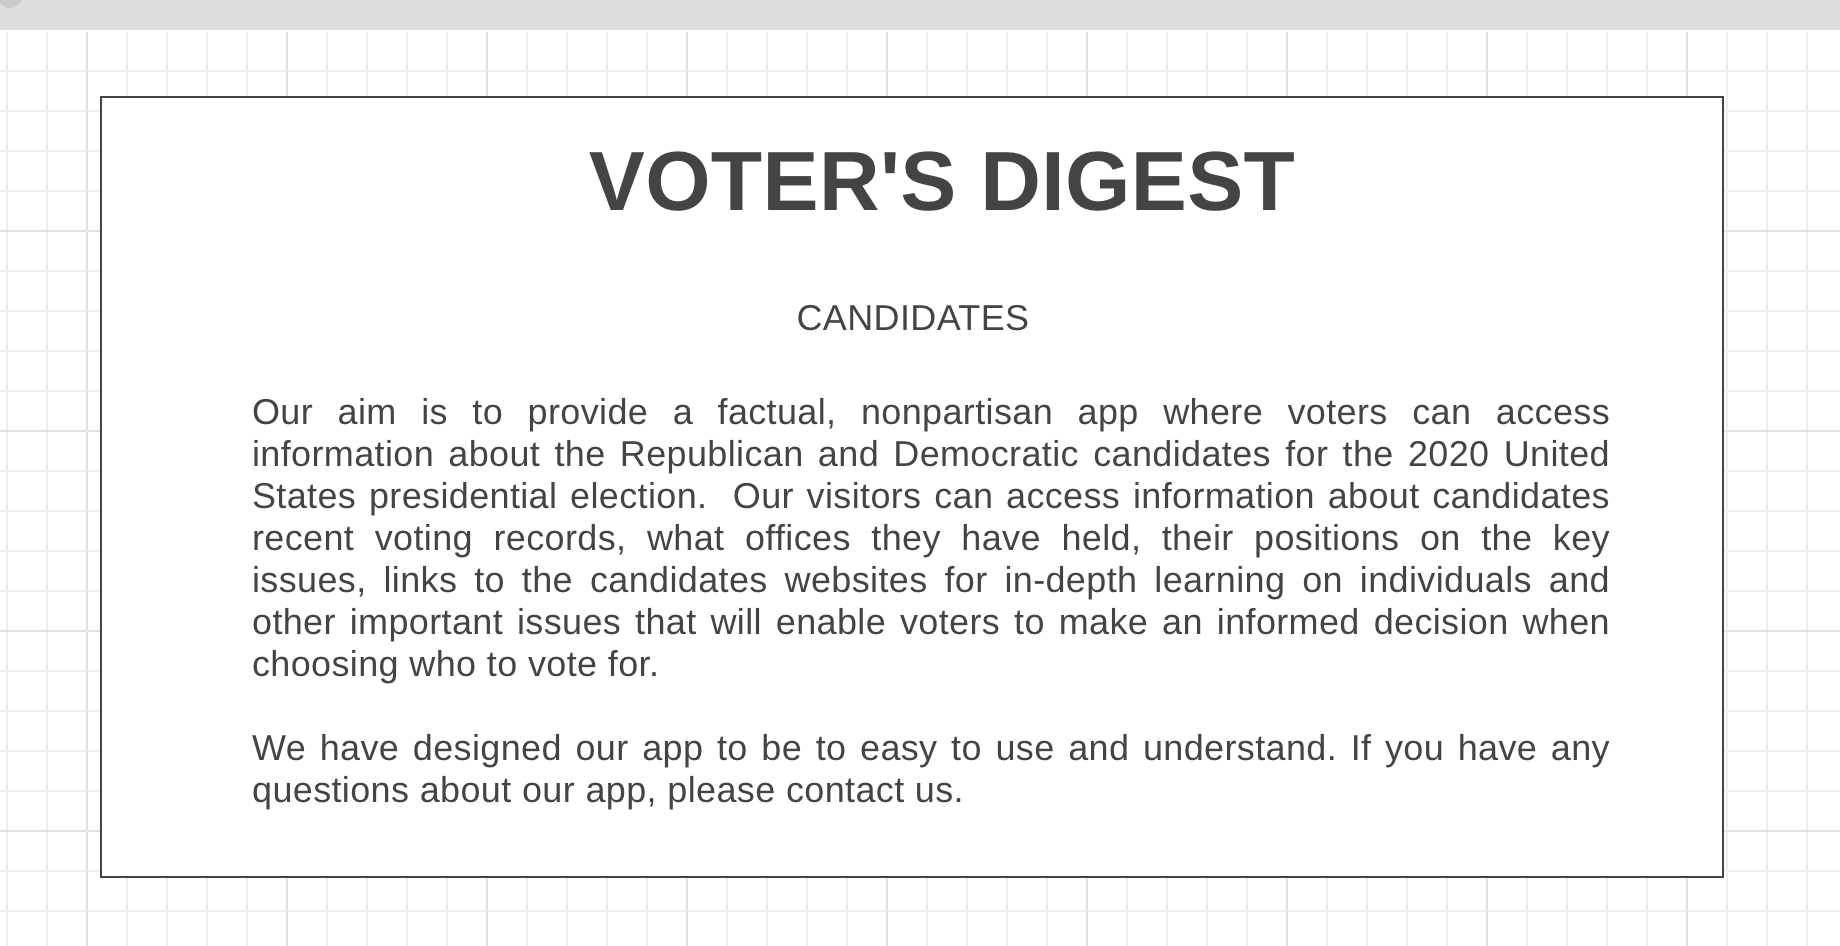 VOTER'S DIGEST
CANDIDATES
Our aim is to provide a factual, nonpartisan app where voters can access
information about the Republican and Democratic candidates for the 2020 United
States presidential election.  Our visitors can access information about candidates
recent voting records, what offices they have held, their positions on the key
issues, links to the candidates websites for in-depth learning on individuals and
other important issues that will enable voters to make an informed decision when
choosing who to vote for.
We have designed our app to be to easy to use and understand. If you have any
questions about our app, please contact us.